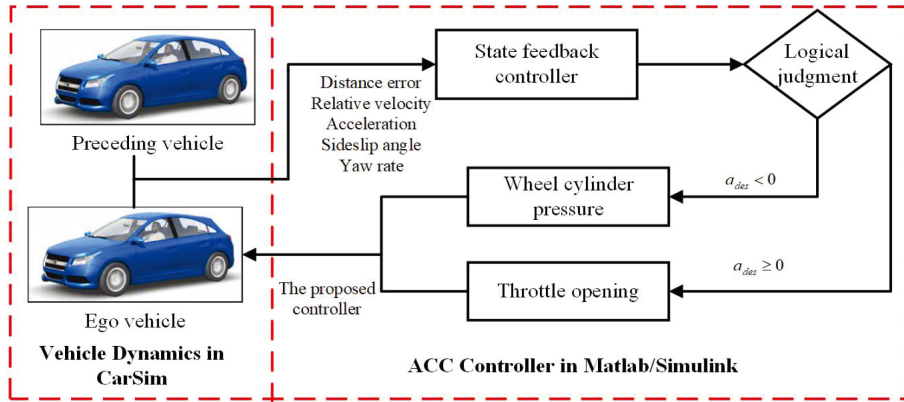 Preceding vehicle
Ego vehicle
Vehicle Dynamics in
CarSim
Distance error
Relative velocity
Acceleration
Sideslip angle
Yaw rate
State feedback
controller
Logical
judgment
Wheel cylinder
pressure
a_des < 0
Throttle opening
a_des ≥ 0
The proposed
controller
ACC Controller in Matlab/Simulink